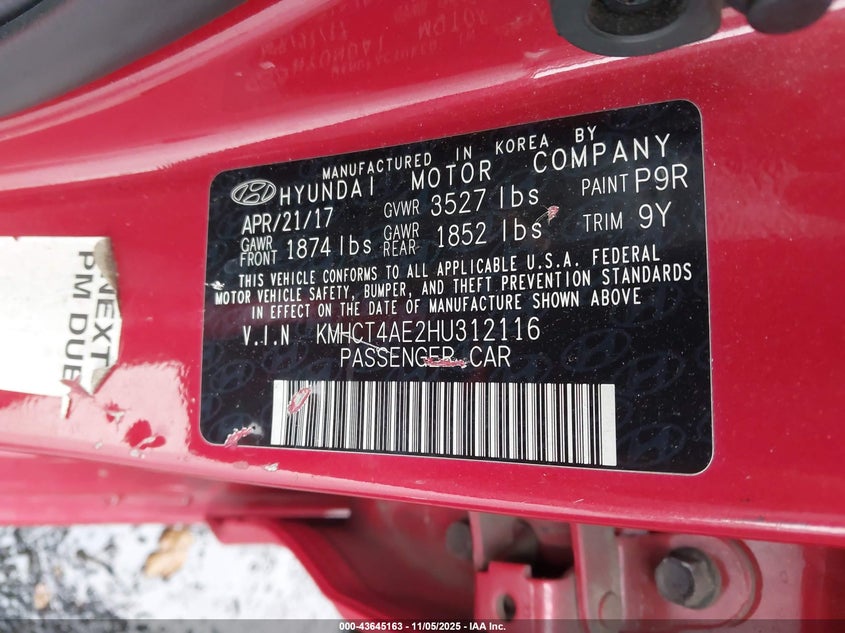 MANUFACTURED IN KOREA BY
HYUNDAI MOTOR COMPANY
APR/21/17 GVWR 3527 lbs PAINT P9R
GAWR FRONT 1874 lbs GAWR REAR 1852 lbs TRIM 9Y
THIS VEHICLE CONFORMS TO ALL APPLICABLE U.S.A. FEDERAL
MOTOR VEHICLE SAFETY, BUMPER, AND THEFT PREVENTION STANDARDS
IN EFFECT ON THE DATE OF MANUFACTURE SHOWN ABOVE
V.I.N KMHCT4AE2HU312116
PASSENGER CAR
NEXT
PM DUE
000-43645163 - 11/05/2025 - IAA Inc.